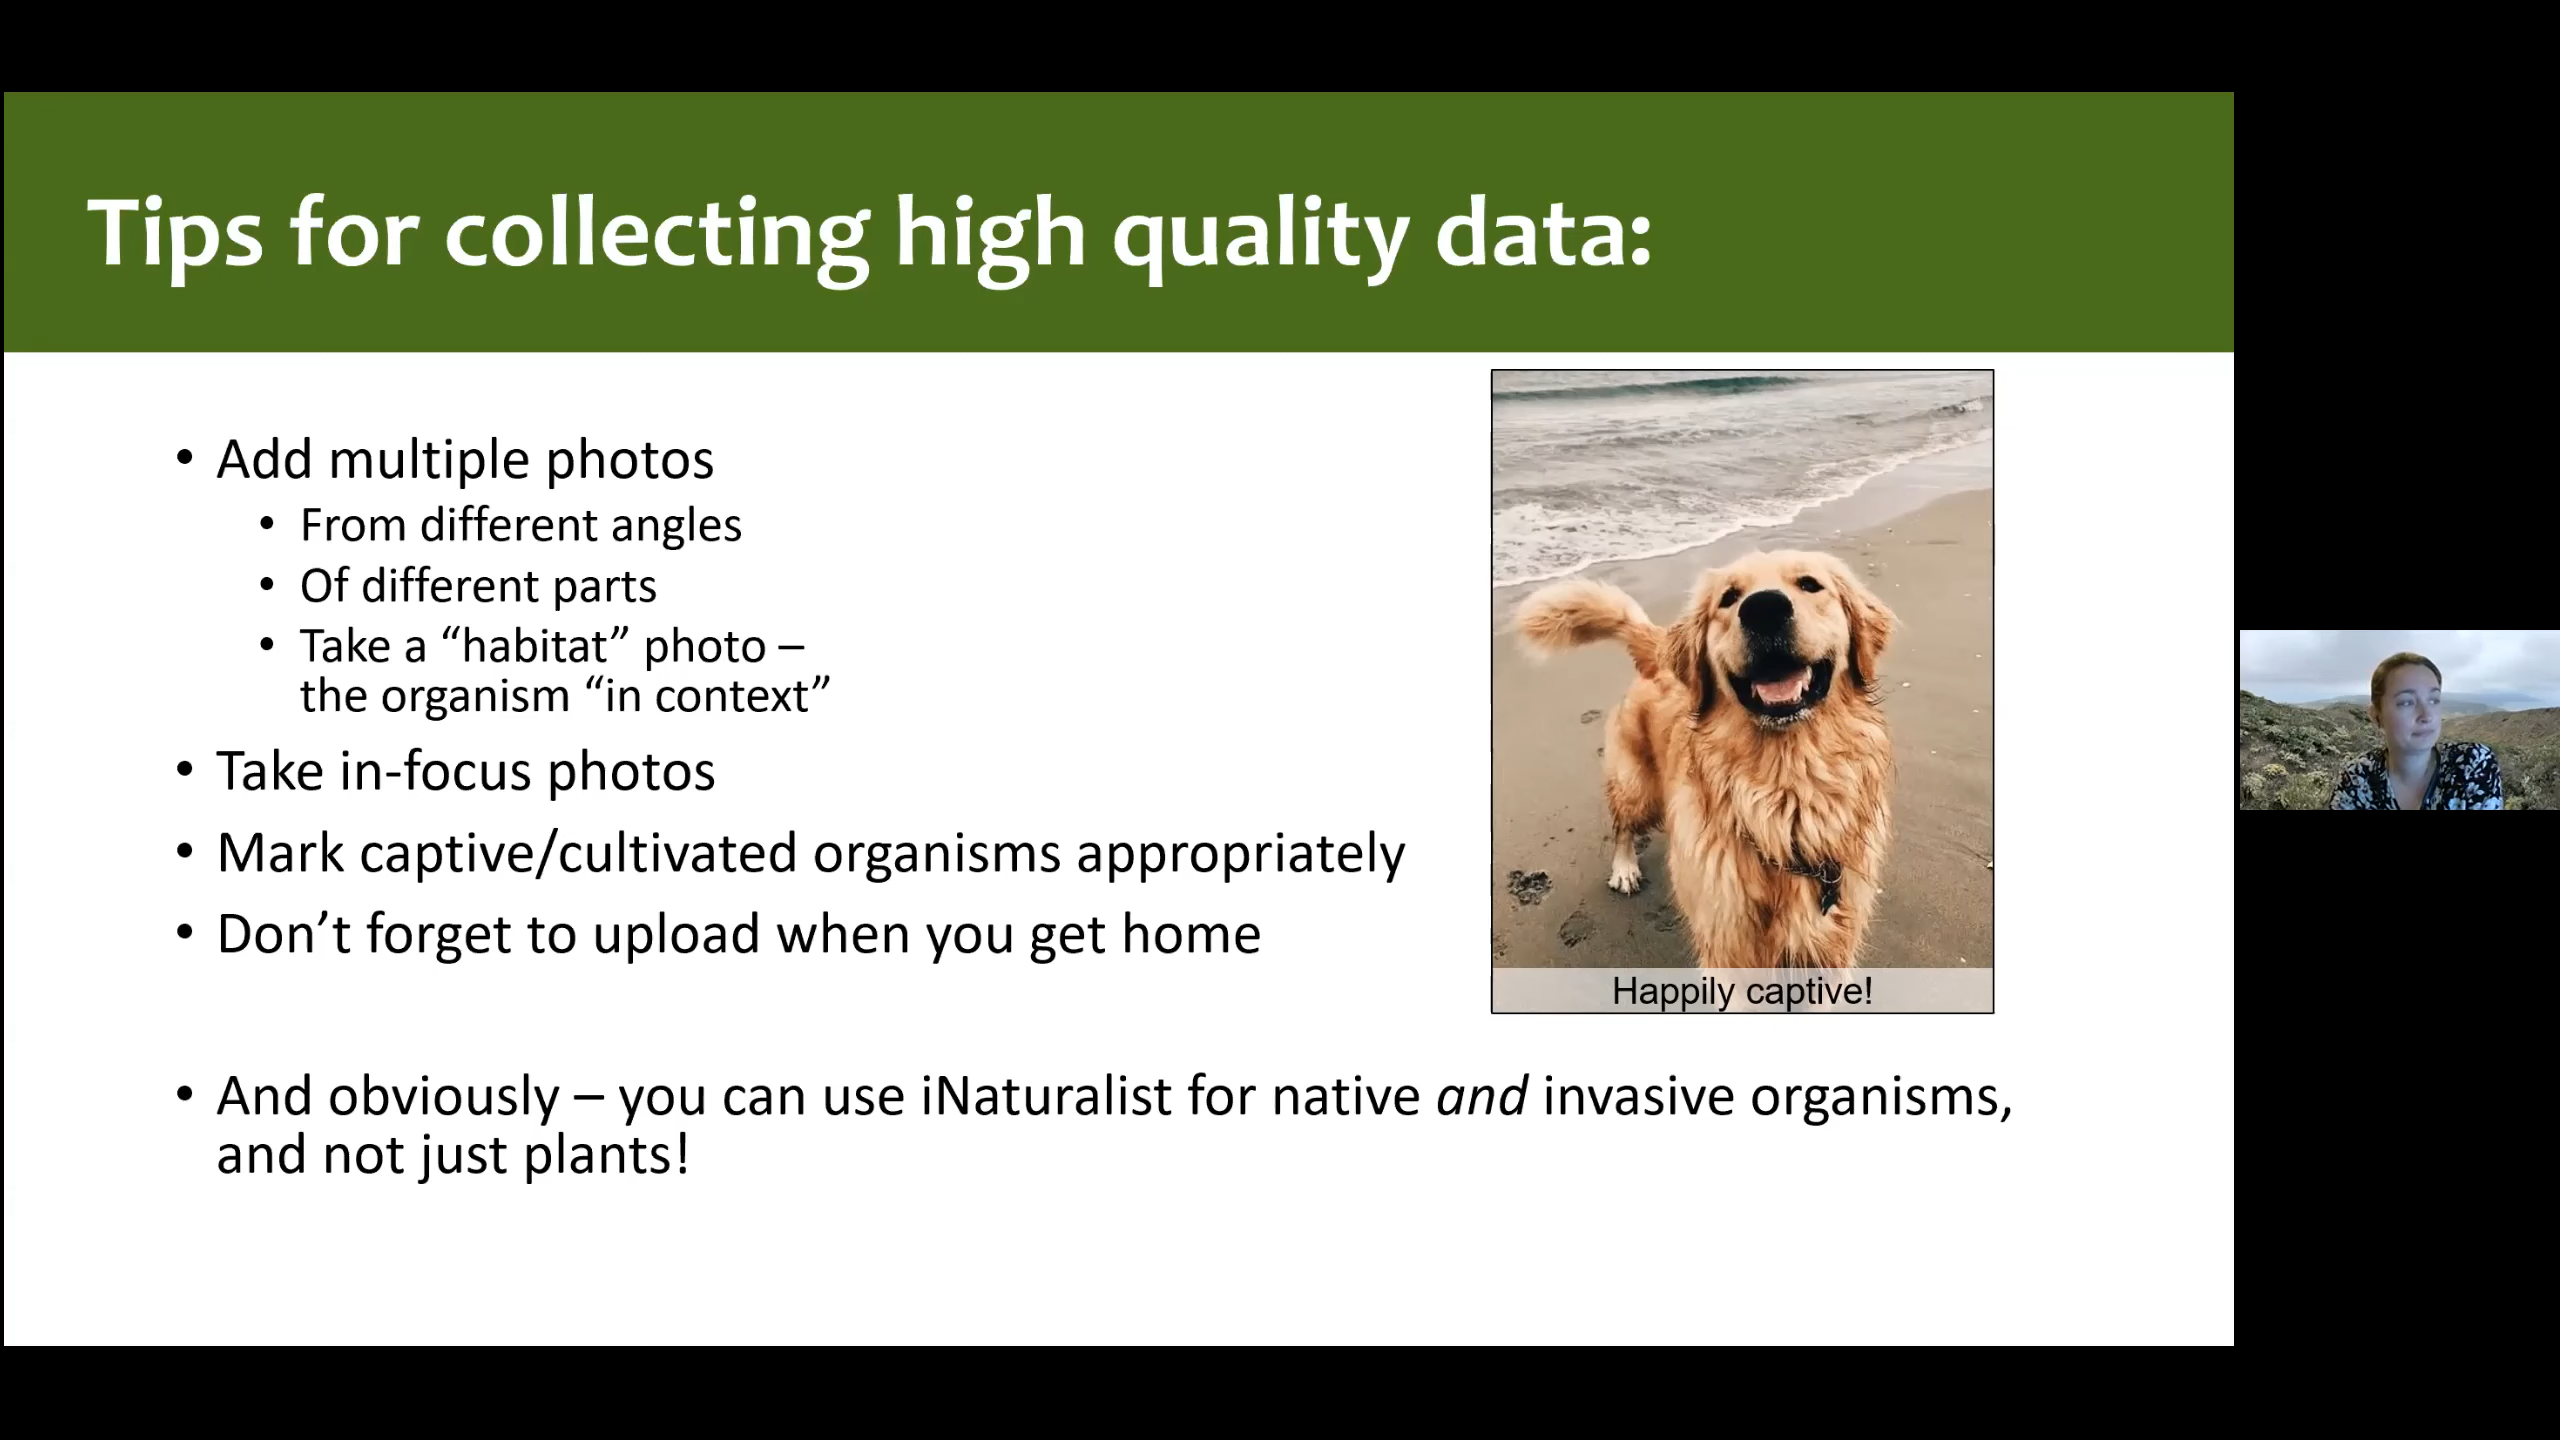 Tips for collecting high quality data:
• Add multiple photos
• From different angles
• Of different parts
• Take a “habitat” photo –
the organism “in context”
• Take in-focus photos
• Mark captive/cultivated organisms appropriately
• Don’t forget to upload when you get home
Happily captive!
• And obviously – you can use iNaturalist for native and invasive organisms,
and not just plants!